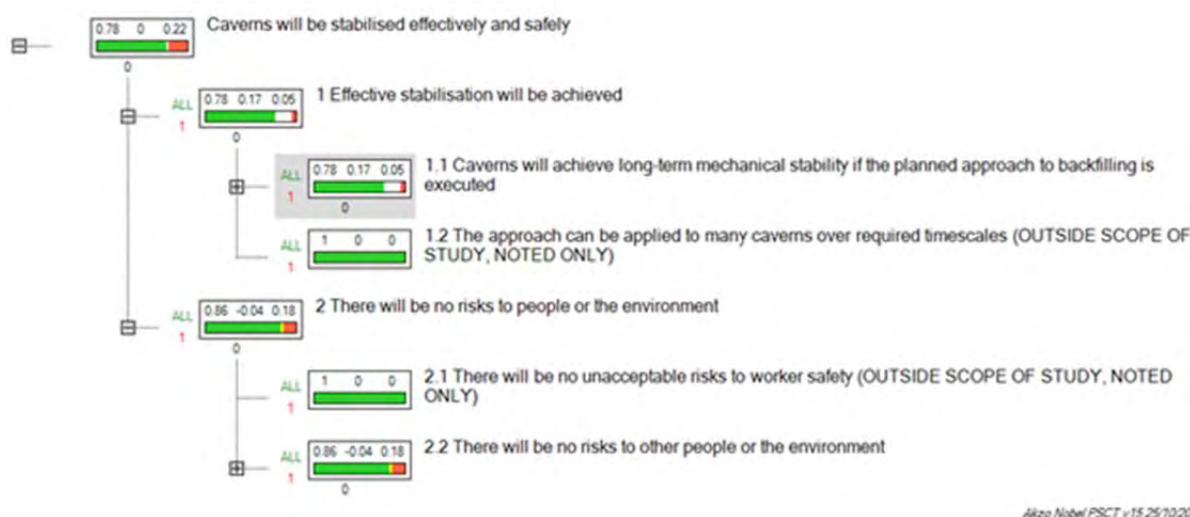 0.78 0 0.22
Caverns will be stabilised effectively and safely
0
ALL 0.78 0.17 0.05
1 Effective stabilisation will be achieved
1
0
ALL 0.78 0.17 0.05
1.1 Caverns will achieve long-term mechanical stability if the planned approach to backfilling is
executed
1
0
ALL 1 0 0
1.2 The approach can be applied to many caverns over required timescales (OUTSIDE SCOPE OF
STUDY, NOTED ONLY)
1
ALL 0.86 -0.04 0.18
2 There will be no risks to people or the environment
1
0
ALL 1 0 0
2.1 There will be no unacceptable risks to worker safety (OUTSIDE SCOPE OF STUDY, NOTED
ONLY)
1
ALL 0.86 -0.04 0.18
2.2 There will be no risks to other people or the environment
1
0
Akzo Nobel PSCT v15 25/10/20